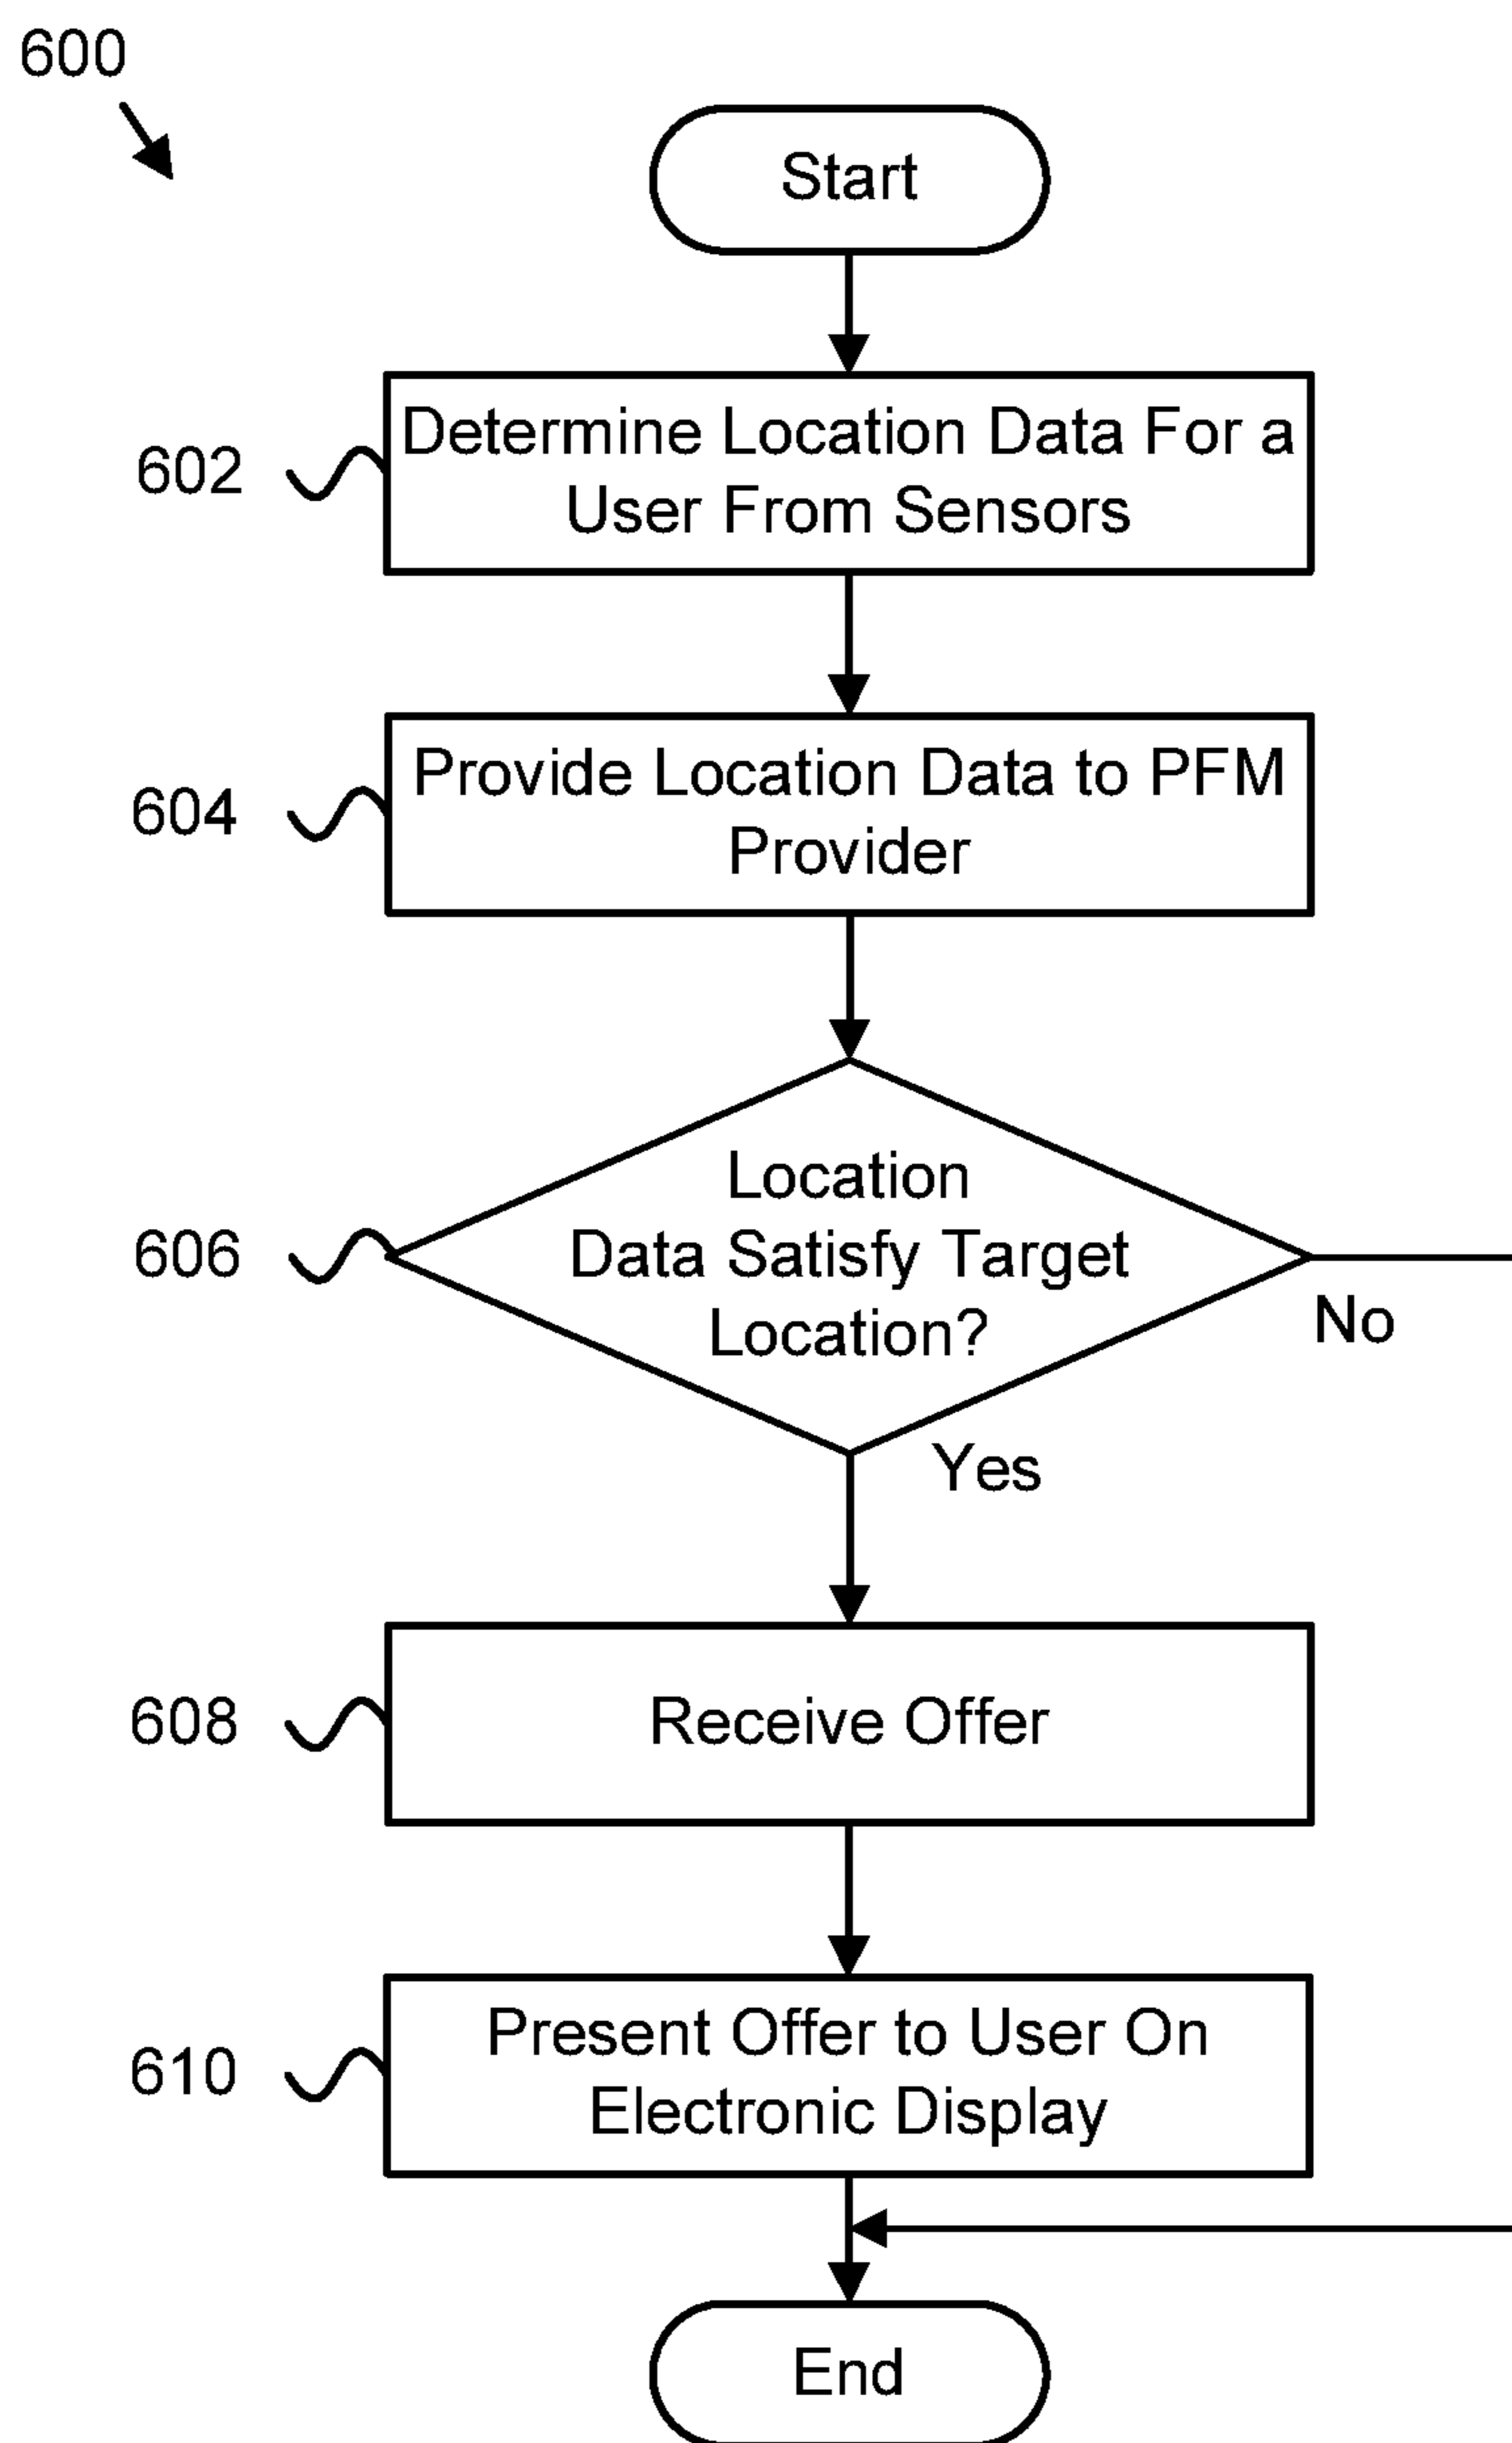 600
Start
602
Determine Location Data For a
User From Sensors
604
Provide Location Data to PFM
Provider
606
Location
Data Satisfy Target
Location?
No
Yes
608
Receive Offer
610
Present Offer to User On
Electronic Display
End